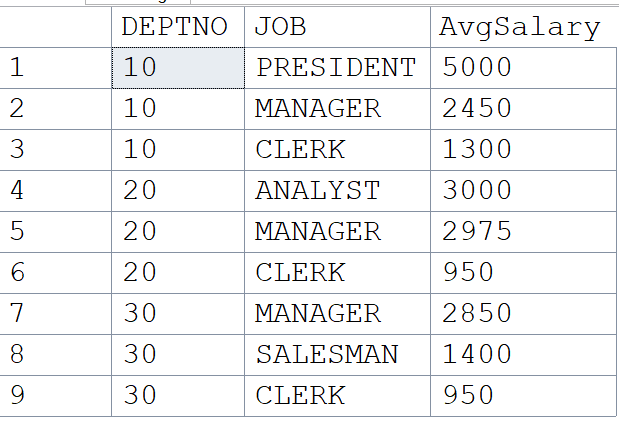 DEPTNO JOB AvgSalary
1 10 PRESIDENT 5000
2 10 MANAGER 2450
3 10 CLERK 1300
4 20 ANALYST 3000
5 20 MANAGER 2975
6 20 CLERK 950
7 30 MANAGER 2850
8 30 SALESMAN 1400
9 30 CLERK 950